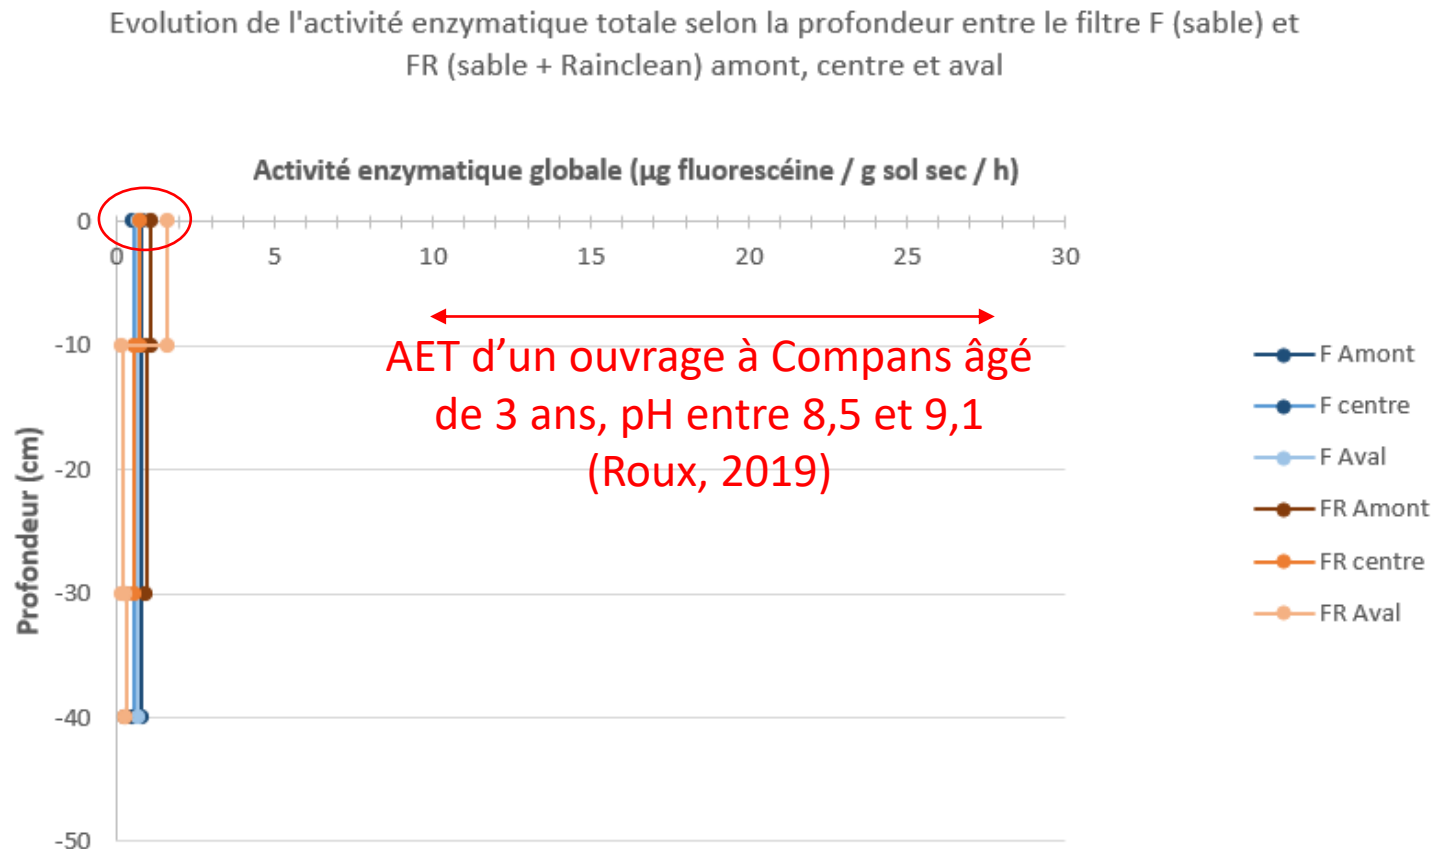 Evolution de l'activité enzymatique totale selon la profondeur entre le filtre F (sable) et
FR (sable + Rainclean) amont, centre et aval
Activité enzymatique globale (µg fluorescéine / g sol sec / h)
0
0 5 10 15 20 25 30
-10
-20
-30
-40
-50
Profondeur (cm)
AET d’un ouvrage à Compans âgé
de 3 ans, pH entre 8,5 et 9,1
(Roux, 2019)
F Amont
F centre
F Aval
FR Amont
FR centre
FR Aval